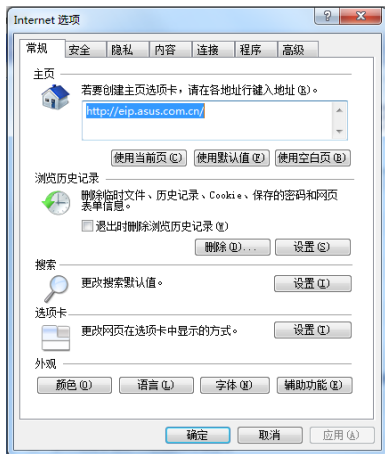 Internet 选项
常规 安全 隐私 内容 连接 程序 高级
主页
若要创建主页选项卡，请在各地址行键入地址(R)。
http://eip.asus.com.cn/
使用当前页(C) 使用默认值(F) 使用空白页(B)
浏览历史记录
删除临时文件、历史记录、Cookie、保存的密码和网页
表单信息。
退出时删除浏览历史记录(W)
删除(D)... 设置(S)
搜索
更改搜索默认值。 设置(I)
选项卡
更改网页在选项卡中显示的方式。 设置(T)
外观
颜色(O) 语言(L) 字体(N) 辅助功能(E)
确定 取消 应用(A)